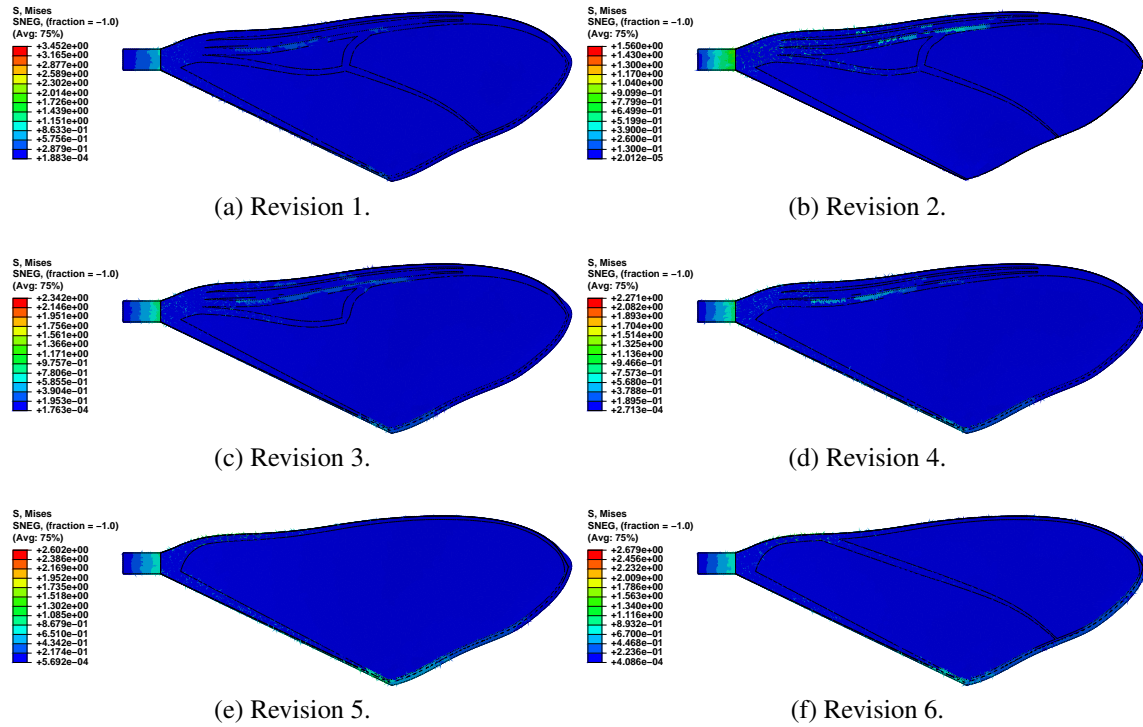 S, Mises
SNEG, (fraction = −1.0)
(Avg: 75%)
+3.452e+00
+3.165e+00
+2.877e+00
+2.589e+00
+2.302e+00
+2.014e+00
+1.726e+00
+1.439e+00
+1.151e+00
+8.633e−01
+5.756e−01
+2.879e−01
+1.883e−04
(a) Revision 1.
S, Mises
SNEG, (fraction = −1.0)
(Avg: 75%)
+1.560e+00
+1.430e+00
+1.300e+00
+1.170e+00
+1.040e+00
+9.099e−01
+7.799e−01
+6.499e−01
+5.199e−01
+3.900e−01
+2.600e−01
+1.300e−01
+2.012e−05
(b) Revision 2.
S, Mises
SNEG, (fraction = −1.0)
(Avg: 75%)
+2.342e+00
+2.146e+00
+1.951e+00
+1.756e+00
+1.561e+00
+1.366e+00
+1.171e+00
+9.757e−01
+7.806e−01
+5.855e−01
+3.904e−01
+1.953e−01
+1.763e−04
(c) Revision 3.
S, Mises
SNEG, (fraction = −1.0)
(Avg: 75%)
+2.271e+00
+2.082e+00
+1.893e+00
+1.704e+00
+1.514e+00
+1.325e+00
+1.136e+00
+9.466e−01
+7.573e−01
+5.680e−01
+3.788e−01
+1.895e−01
+2.713e−04
(d) Revision 4.
S, Mises
SNEG, (fraction = −1.0)
(Avg: 75%)
+2.602e+00
+2.386e+00
+2.169e+00
+1.952e+00
+1.735e+00
+1.518e+00
+1.302e+00
+1.085e+00
+8.679e−01
+6.510e−01
+4.342e−01
+2.174e−01
+5.692e−04
(e) Revision 5.
S, Mises
SNEG, (fraction = −1.0)
(Avg: 75%)
+2.679e+00
+2.456e+00
+2.232e+00
+2.009e+00
+1.786e+00
+1.563e+00
+1.340e+00
+1.116e+00
+8.932e−01
+6.700e−01
+4.468e−01
+2.236e−01
+4.086e−04
(f) Revision 6.